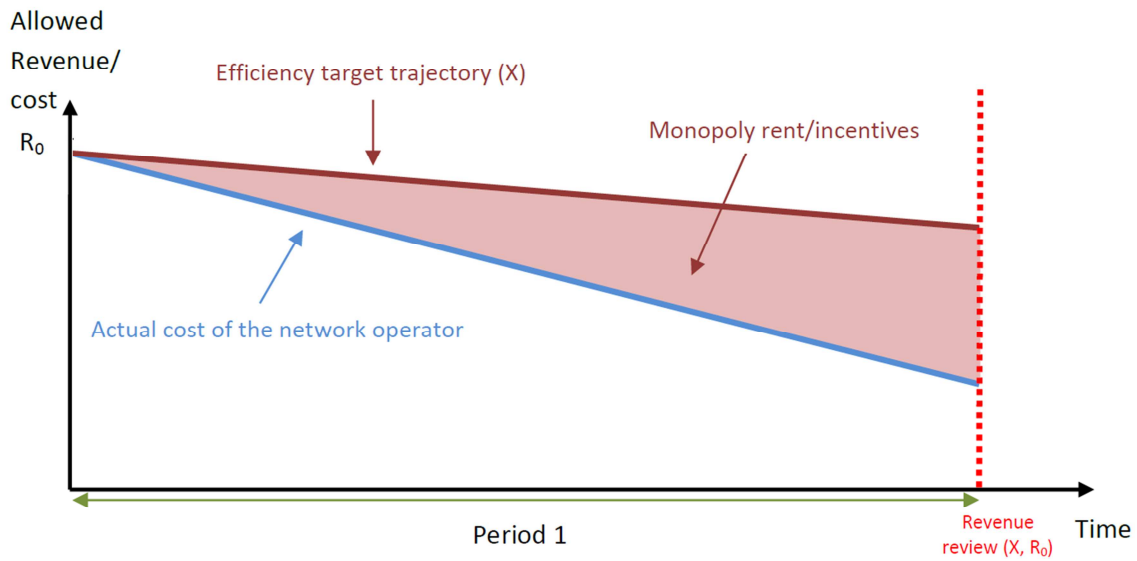 Allowed
Revenue/
cost
R₀
Efficiency target trajectory (X)
Monopoly rent/incentives
Actual cost of the network operator
Period 1
Revenue
review (X, R₀)
Time